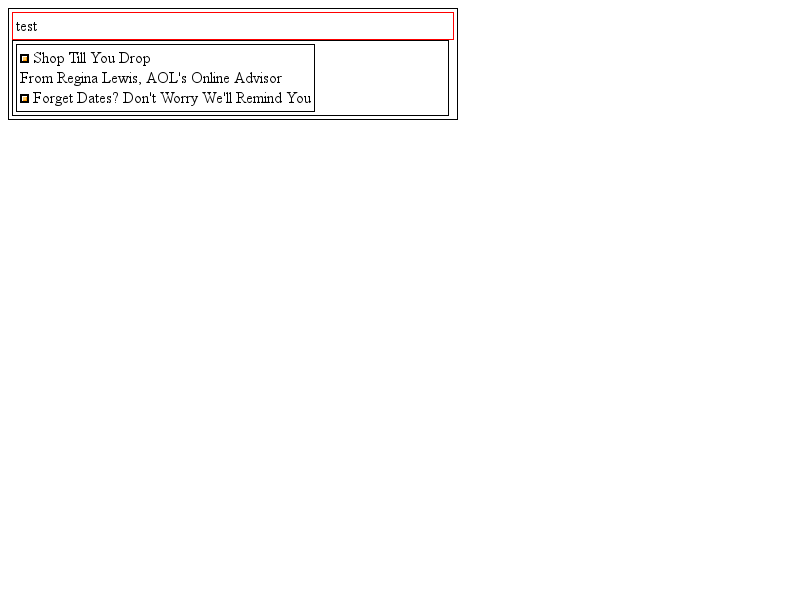 test
Shop Till You Drop
From Regina Lewis, AOL's Online Advisor
Forget Dates? Don't Worry We'll Remind You